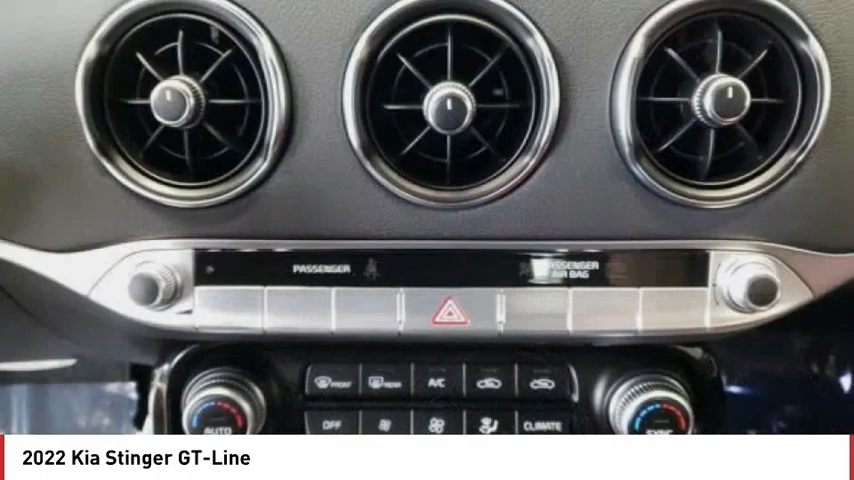 PASSENGER
PASSENGER
AIR BAG
FRONT REAR A/C
AUTO OFF CLIMATE SYNC
2022 Kia Stinger GT-Line